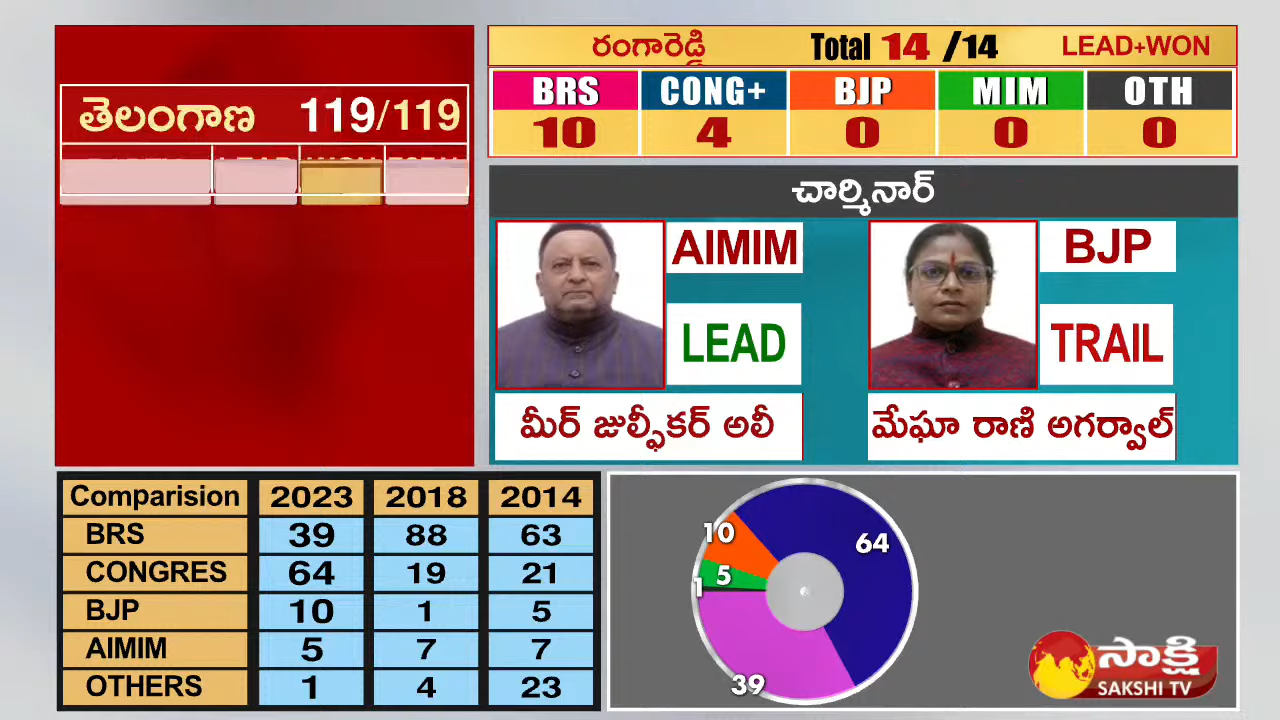 తెలంగాణ 119/119
రంగారెడ్డి Total 14 /14 LEAD+WON
BRS CONG+ BJP MIM OTH
10 4 0 0 0
చార్మినార్
AIMIM
LEAD
మీర్ జుల్ఫీకర్ అలీ
BJP
TRAIL
మేఘా రాణి అగర్వాల్
Comparision 2023 2018 2014
BRS 39 88 63
CONGRES 64 19 21
BJP 10 1 5
AIMIM 5 7 7
OTHERS 1 4 23
10
64
5
1
39
సాక్షి
SAKSHI TV